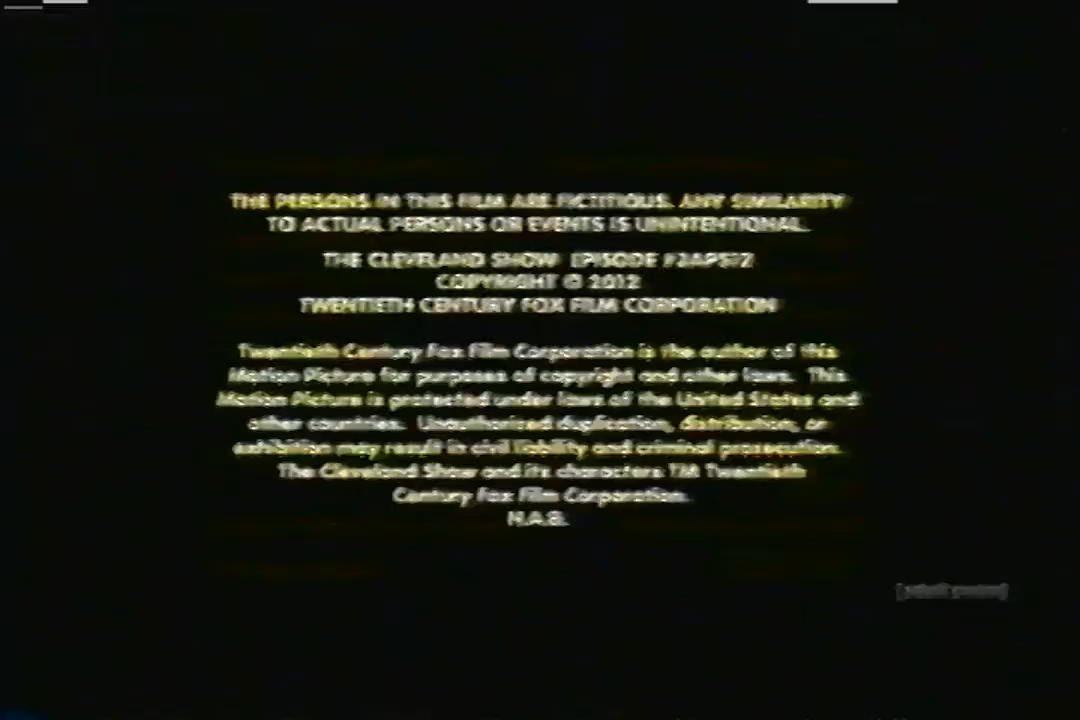 THE PERSONS IN THIS FILM ARE FICTITIOUS. ANY SIMILARITY
TO ACTUAL PERSONS OR EVENTS IS UNINTENTIONAL.
THE CLEVELAND SHOW EPISODE
COPYRIGHT © 2012
TWENTIETH CENTURY FOX FILM CORPORATION
Twentieth Century Fox Film Corporation is the author of this
Motion Picture for purposes of copyright and other laws. This
Motion Picture is protected under laws of the United States and
other countries. Unauthorized duplication, distribution, or
exhibition may result in civil liability and criminal prosecution.
The Cleveland Show and its characters TM Twentieth
Century Fox Film Corporation.
[adult swim]